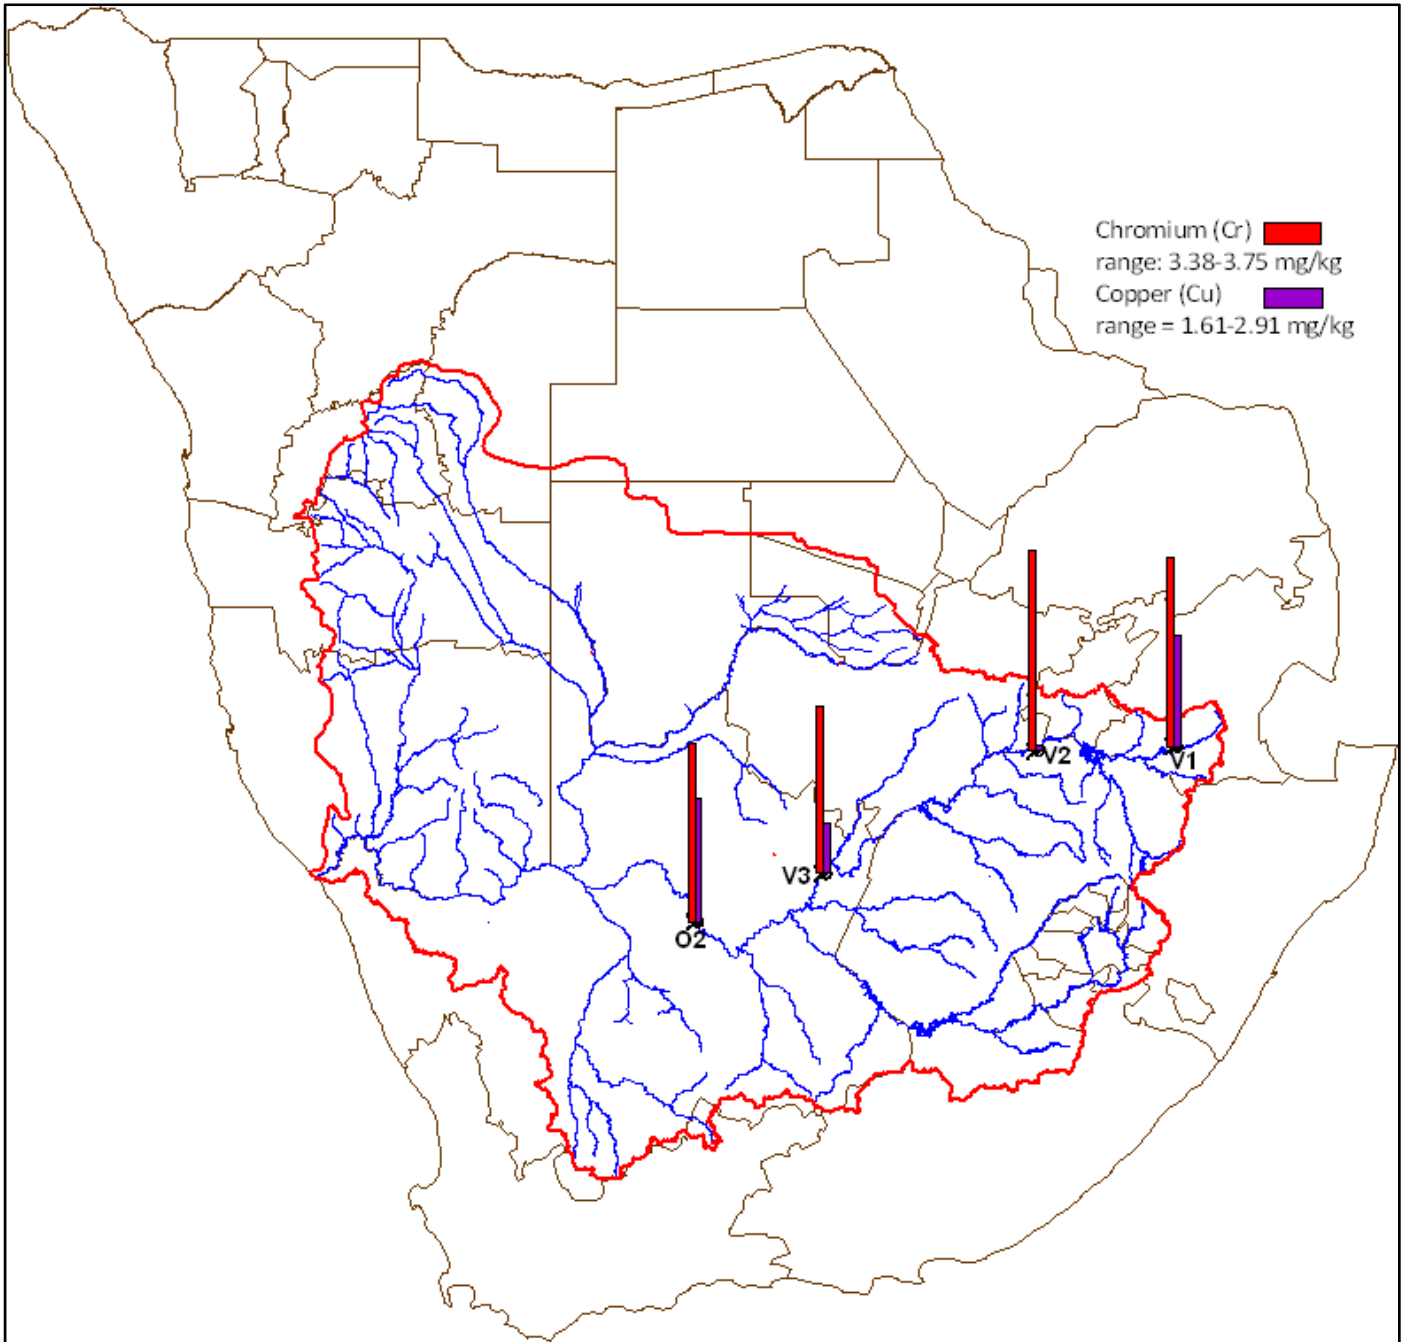 Chromium (Cr)
range: 3.38-3.75 mg/kg
Copper (Cu)
range = 1.61-2.91 mg/kg
V2
V1
V3
O2